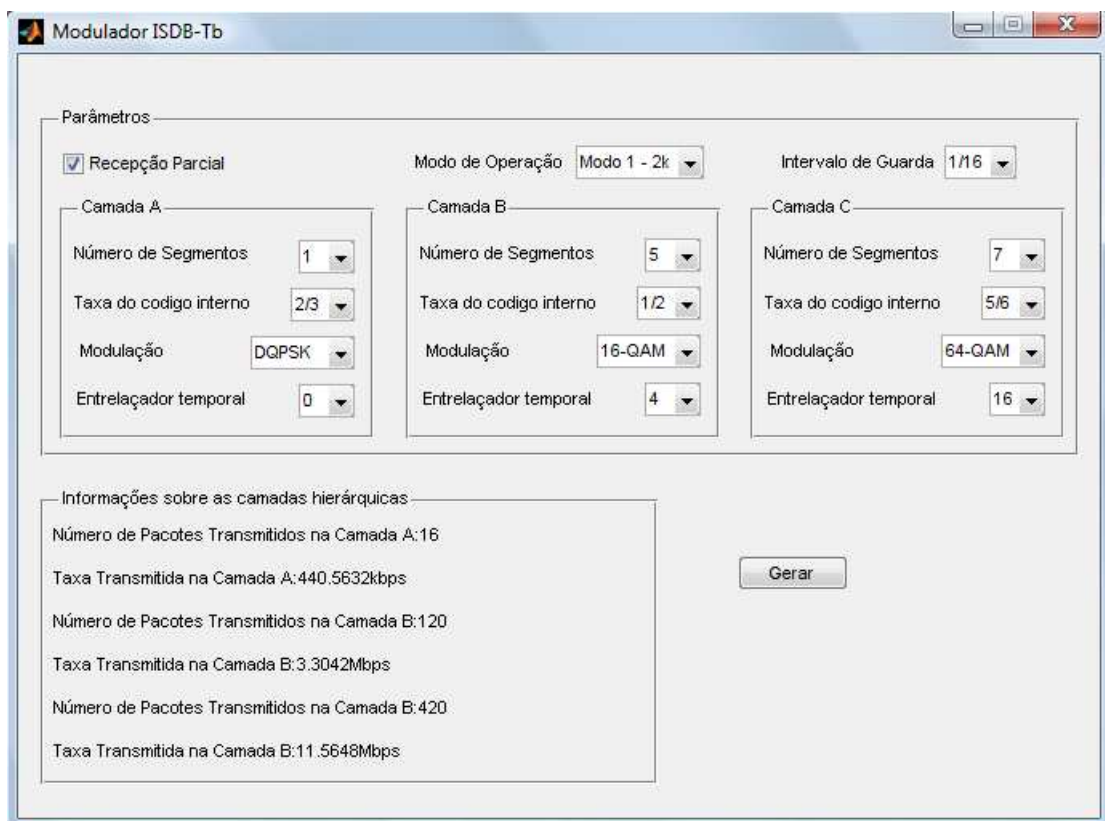 Modulador ISDB-Tb
Parâmetros
Recepção Parcial
Modo de Operação Modo 1 - 2k
Intervalo de Guarda 1/16
Camada A
Número de Segmentos 1
Taxa do codigo interno 2/3
Modulação DQPSK
Entrelaçador temporal 0
Camada B
Número de Segmentos 5
Taxa do codigo interno 1/2
Modulação 16-QAM
Entrelaçador temporal 4
Camada C
Número de Segmentos 7
Taxa do codigo interno 5/6
Modulação 64-QAM
Entrelaçador temporal 16
Informações sobre as camadas hierárquicas
Número de Pacotes Transmitidos na Camada A:16
Taxa Transmitida na Camada A:440.5632kbps
Número de Pacotes Transmitidos na Camada B:120
Taxa Transmitida na Camada B:3.3042Mbps
Número de Pacotes Transmitidos na Camada B:420
Taxa Transmitida na Camada B:11.5648Mbps
Gerar